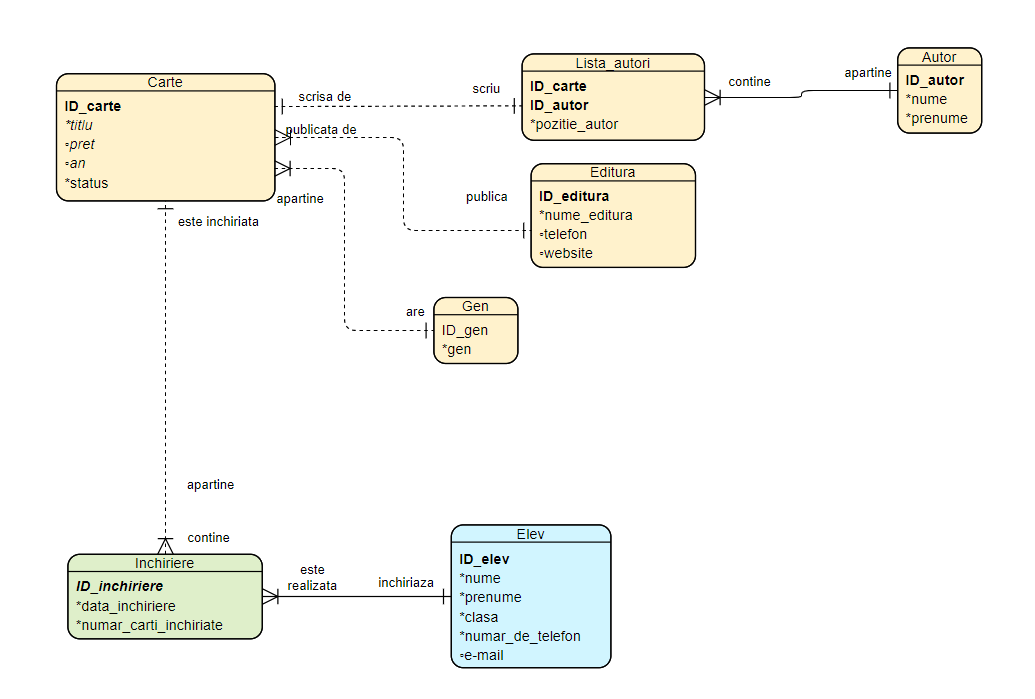 Carte
ID_carte
*titlu
◦pret
◦an
*status
scrisa de
scriu
Lista_autori
ID_carte
ID_autor
*pozitie_autor
contine
apartine
Autor
ID_autor
*nume
*prenume
publicata de
publica
Editura
ID_editura
*nume_editura
◦telefon
◦website
apartine
are
Gen
ID_gen
*gen
este inchiriata
apartine
contine
Inchiriere
ID_inchiriere
*data_inchiriere
*numar_carti_inchiriate
este
realizata
inchiriaza
Elev
ID_elev
*nume
*prenume
*clasa
*numar_de_telefon
◦e-mail